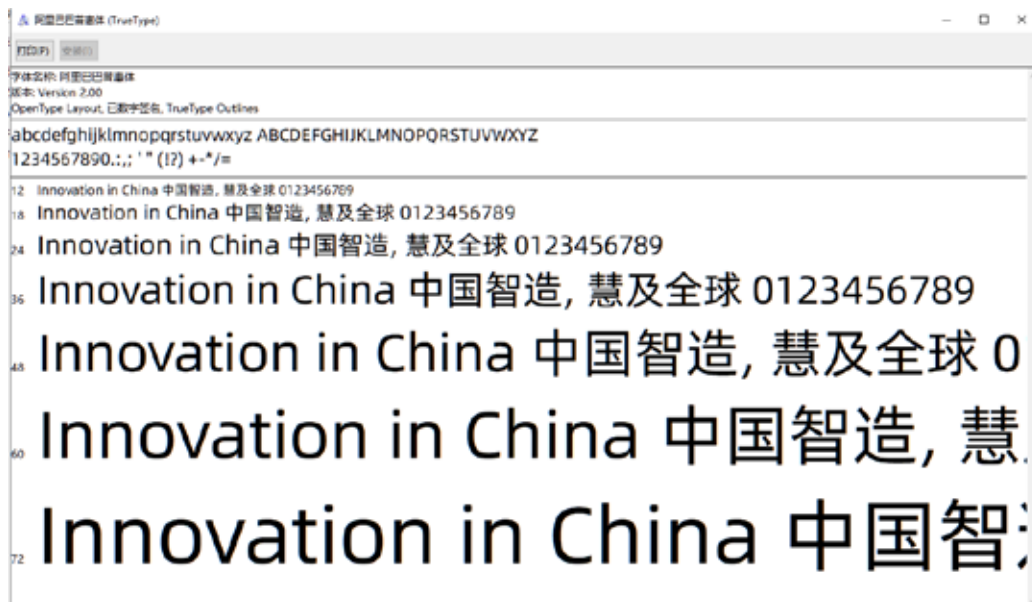 阿里巴巴普惠体 (TrueType)
打印(P) 安装(I)
字体名称: 阿里巴巴普惠体
版本: Version 2.00
OpenType Layout, 已数字签名, TrueType Outlines
abcdefghijklmnopqrstuvwxyz ABCDEFGHIJKLMNOPQRSTUVWXYZ
1234567890.:,; ' " (!?) +-*/=
12 Innovation in China 中国智造, 慧及全球 0123456789
18 Innovation in China 中国智造, 慧及全球 0123456789
24 Innovation in China 中国智造, 慧及全球 0123456789
36 Innovation in China 中国智造, 慧及全球 0123456789
48 Innovation in China 中国智造, 慧及全球 0
60 Innovation in China 中国智造, 慧
72 Innovation in China 中国智